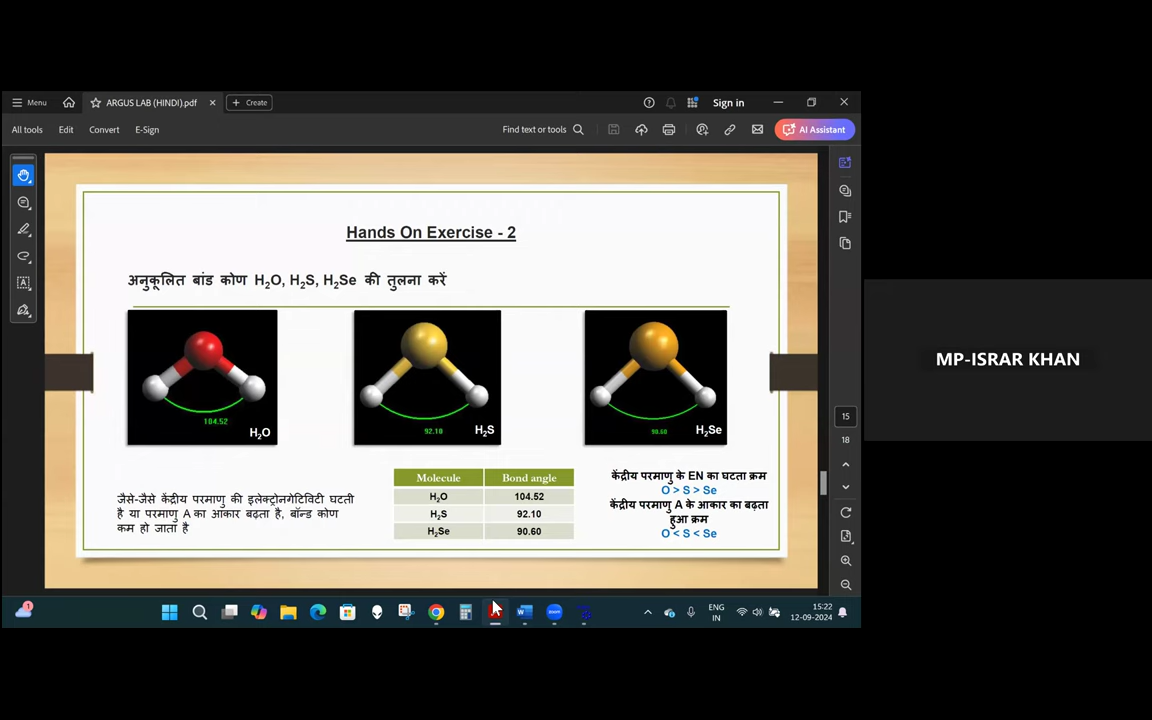 Menu
ARGUS LAB (HINDI).pdf
Create
Sign in
All tools
Edit
Convert
E-Sign
Find text or tools
AI Assistant
Hands On Exercise - 2
अनुकूलित बांड कोण H₂O, H₂S, H₂Se की तुलना करें
104.52
H₂O
92.10
H₂S
90.60
H₂Se
जैसे-जैसे केंद्रीय परमाणु की इलेक्ट्रोनगेटिविटी घटती
है या परमाणु A का आकार बढ़ता है, बॉन्ड कोण
कम हो जाता है
Molecule Bond angle
H₂O 104.52
H₂S 92.10
H₂Se 90.60
केंद्रीय परमाणु के EN का घटता क्रम
O > S > Se
केंद्रीय परमाणु A के आकार का बढ़ता
हुआ क्रम
O < S < Se
15
18
MP-ISRAR KHAN
1
ENG
IN
15:22
12-09-2024